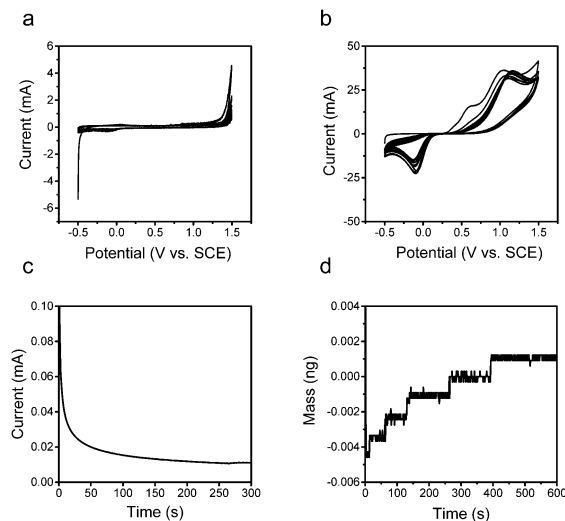 a
b
Current (mA)
6
4
2
0
-2
-4
-6
-0.5 0.0 0.5 1.0 1.5
Potential (V vs. SCE)
Current (mA)
50
25
0
-25
-50
-0.5 0.0 0.5 1.0 1.5
Potential (V vs. SCE)
c
d
Current (mA)
0.10
0.08
0.06
0.04
0.02
0.00
0 50 100 150 200 250 300
Time (s)
Mass (ng)
0.004
0.002
0.000
-0.002
-0.004
-0.006
0 100 200 300 400 500 600
Time (s)